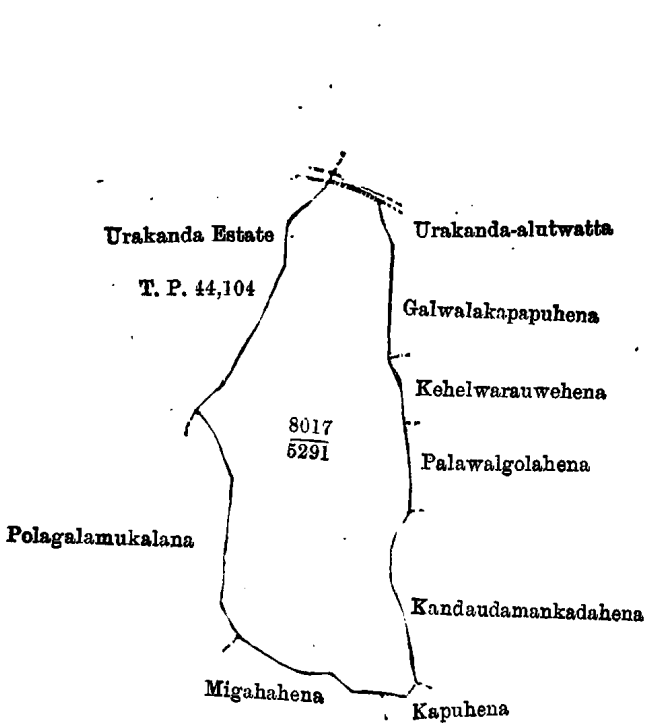 Urakanda Estate
Urakanda-alutwatta
T. P. 44,104
Galwalakapapuhena
Kehelwarauwehena
8017
5291
Palawalgolahena
Polagalamukalana
Kandaudamankadahena
Migahahena
Kapuhena